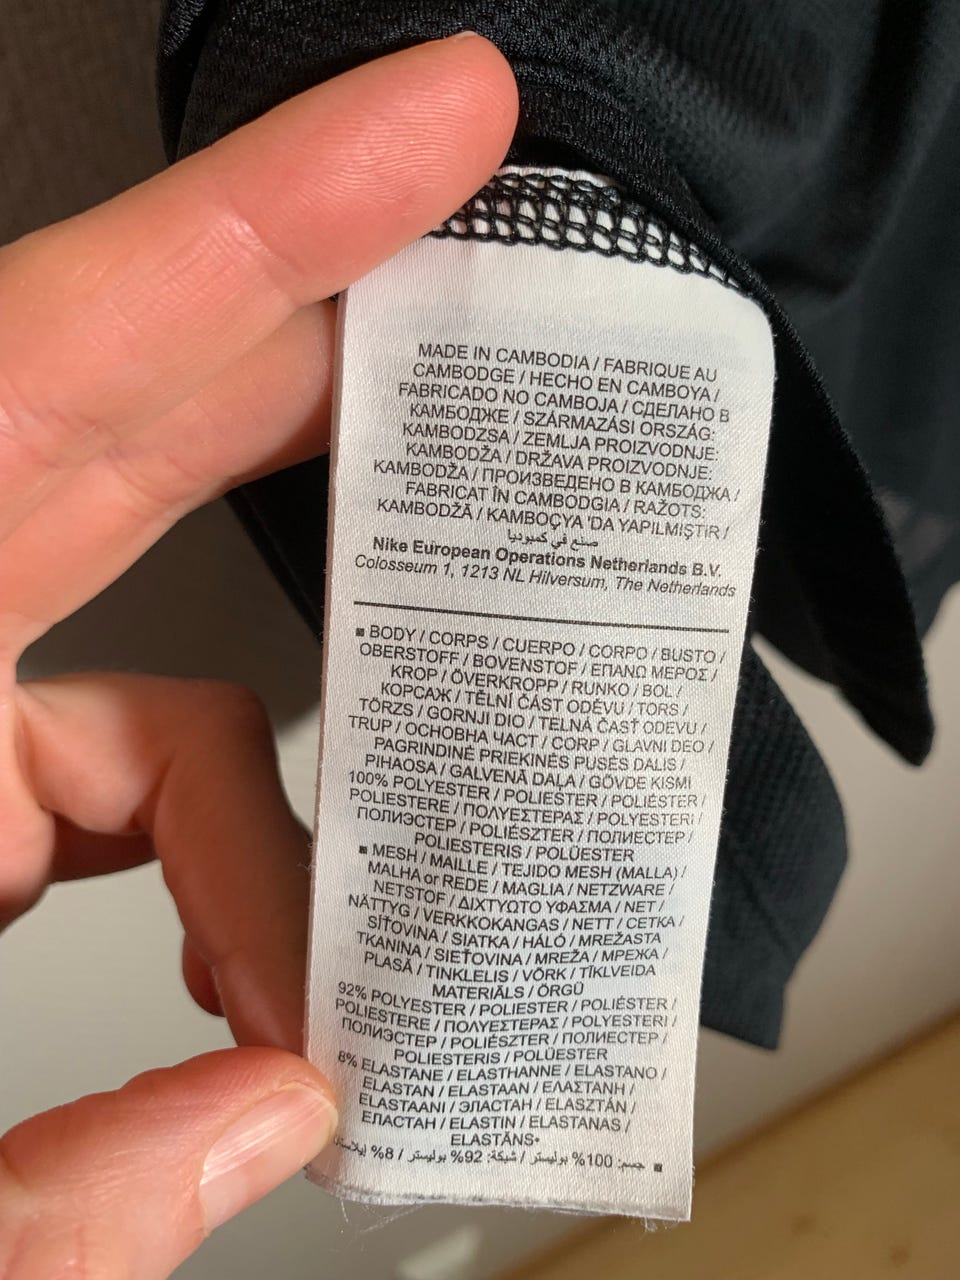 MADE IN CAMBODIA / FABRIQUE AU
CAMBODGE / HECHO EN CAMBOYA /
FABRICADO NO CAMBOJA / СДЕЛАНО В
КАМБОДЖЕ / SZÁRMAZÁSI ORSZÁG:
KAMBODZSA / ZEMLJA PROIZVODNJE:
KAMBODŽA / DRŽAVA PROIZVODNJE:
KAMBODŽA / ПРОИЗВЕДЕНО В КАМБОДЖА /
FABRICAT ÎN CAMBODGIA / RAŽOTS:
KAMBODŽĀ / KAMBOÇYA 'DA YAPILMIŞTIR /
صنع في كمبوديا
Nike European Operations Netherlands B.V.
Colosseum 1, 1213 NL Hilversum, The Netherlands
■ BODY / CORPS / CUERPO / CORPO / BUSTO /
OBERSTOFF / BOVENSTOF / ΕΠΑΝΩ ΜΕΡΟΣ /
KROP / ÖVERKROPP / RUNKO / BOL /
КОРСАЖ / TĚLNÍ ČÁST ODĚVU / TORS /
TÖRZS / GORNJI DIO / TELNÁ ČASŤ ODEVU /
TRUP / ОСНОВНА ЧАСТ / CORP / GLAVNI DEO /
PAGRINDINĖ PRIEKINĖS PUSĖS DALIS /
PIHAOSA / GALVENĀ DAĻA / GÖVDE KISMI
100% POLYESTER / POLIESTER / POLIÉSTER /
POLIESTERE / ΠΟΛΥΕΣΤΕΡΑΣ / POLYESTERI /
ПОЛИЭСТЕР / POLIÉSZTER / ПОЛИЕСТЕР /
POLIESTERIS / POLÜESTER
■ MESH / MAILLE / TEJIDO MESH (MALLA) /
MALHA or REDE / MAGLIA / NETZWARE /
NETSTOF / ΔΙΧΤΥΩΤΟ ΥΦΑΣΜΑ / NET /
NÄTTYG / VERKKOKANGAS / NETT / СЕТКА /
SÍŤOVINA / SIATKA / HÁLÓ / MREŽASTA
TKANINA / SIEŤOVINA / MREŽA / МРЕЖА /
PLASĂ / TINKLELIS / VÕRK / TĪKLVEIDA
MATERIĀLS / ÖRGÜ
92% POLYESTER / POLIESTER / POLIÉSTER /
POLIESTERE / ΠΟΛΥΕΣΤΕΡΑΣ / POLYESTERI /
ПОЛИЭСТЕР / POLIÉSZTER / ПОЛИЕСТЕР /
POLIESTERIS / POLÜESTER
8% ELASTANE / ELASTHANNE / ELASTANO /
ELASTAN / ELASTAAN / ΕΛΑΣΤΑΝΗ /
ELASTAANI / ЭЛАСТАН / ELASZTÁN /
ЕЛАСТАН / ELASTIN / ELASTANAS /
ELASTĀNS•
■ جسم: 100% بوليستر / شبكة: 92% بوليستر / 8% إيلاستين